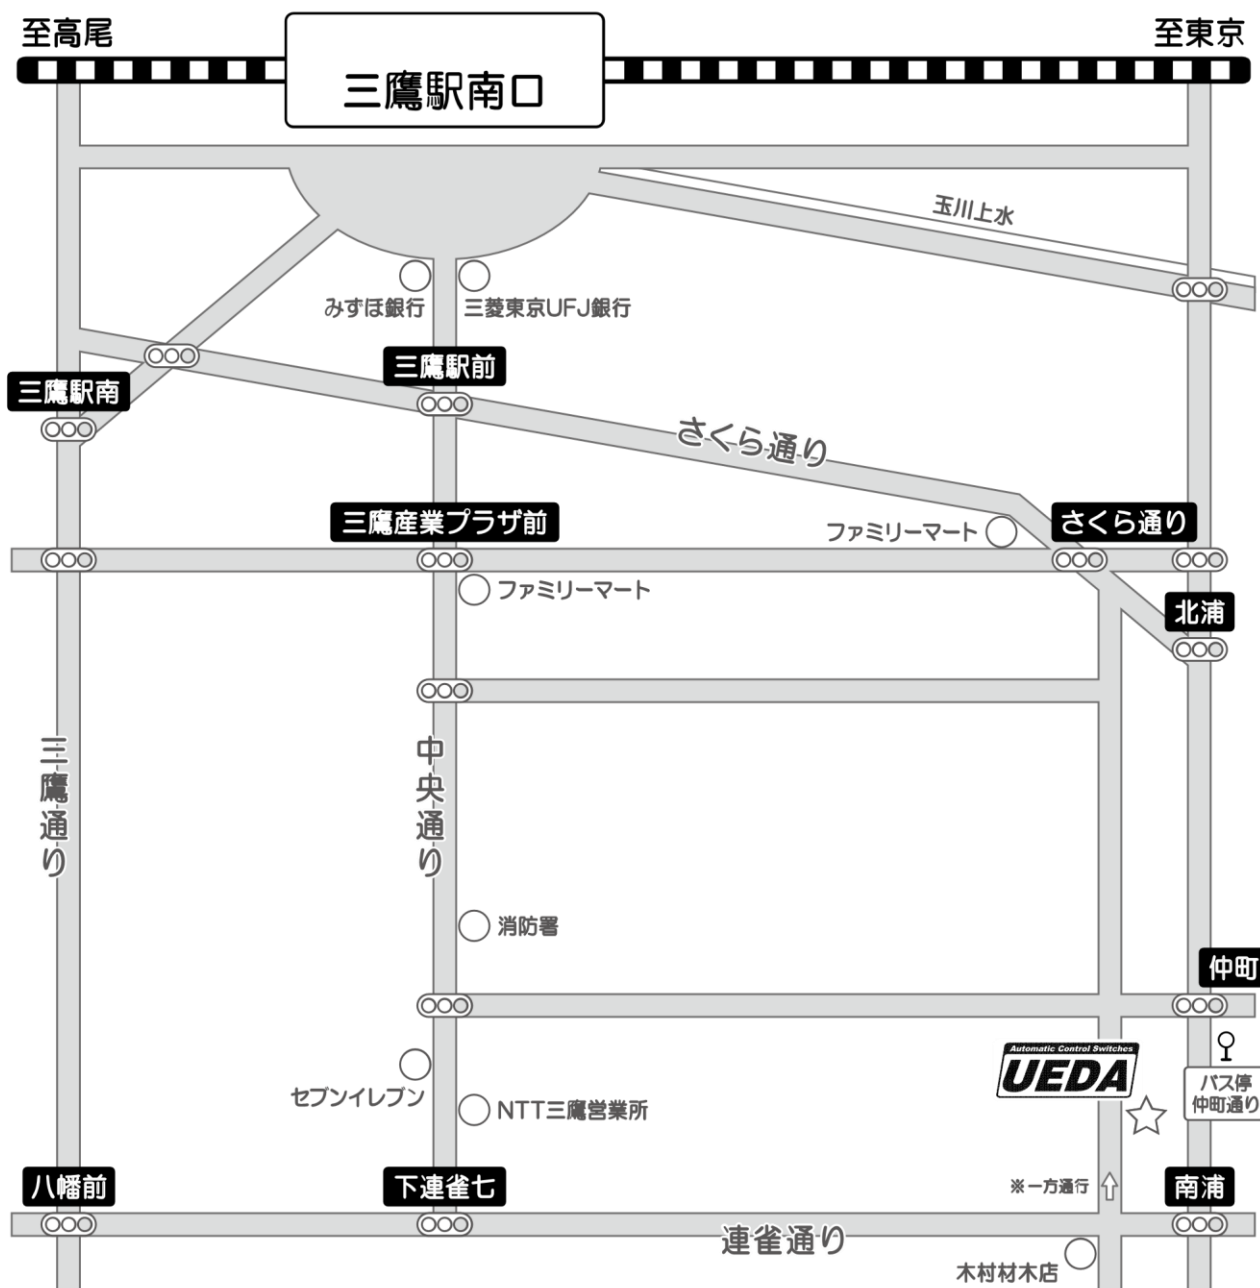 至高尾
至東京
三鷹駅南口
玉川上水
みずほ銀行
三菱東京UFJ銀行
三鷹駅前
三鷹駅南
さくら通り
三鷹産業プラザ前
ファミリーマート
さくら通り
ファミリーマート
北浦
三鷹通り
中央通り
消防署
仲町
Automatic Control Switches
UEDA
バス停
仲町通り
セブンイレブン
NTT三鷹営業所
八幡前
下連雀七
※一方通行
南浦
連雀通り
木村材木店